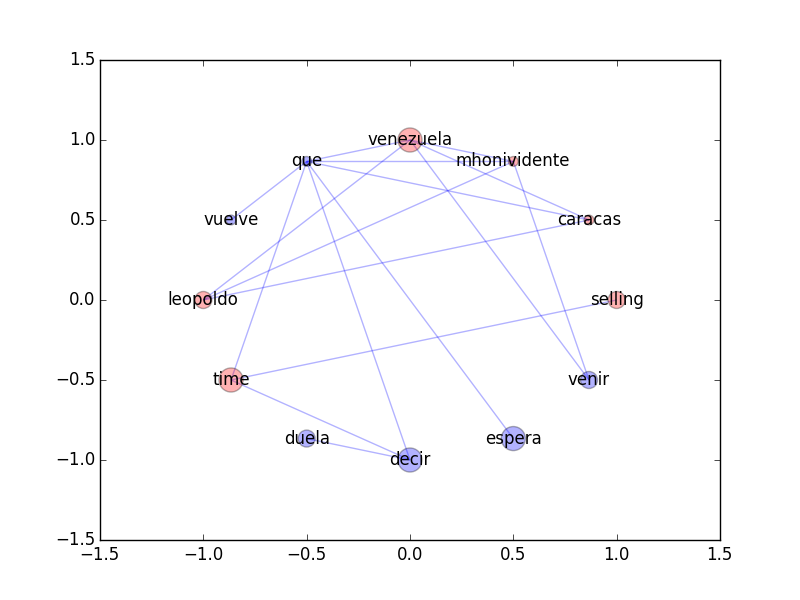 1.5
1.0
0.5
0.0
−0.5
−1.0
−1.5
venezuela
que
mhonividente
vuelve
caracas
leopoldo
selling
time
venir
duela
espera
decir
−1.5
−1.0
−0.5
0.0
0.5
1.0
1.5